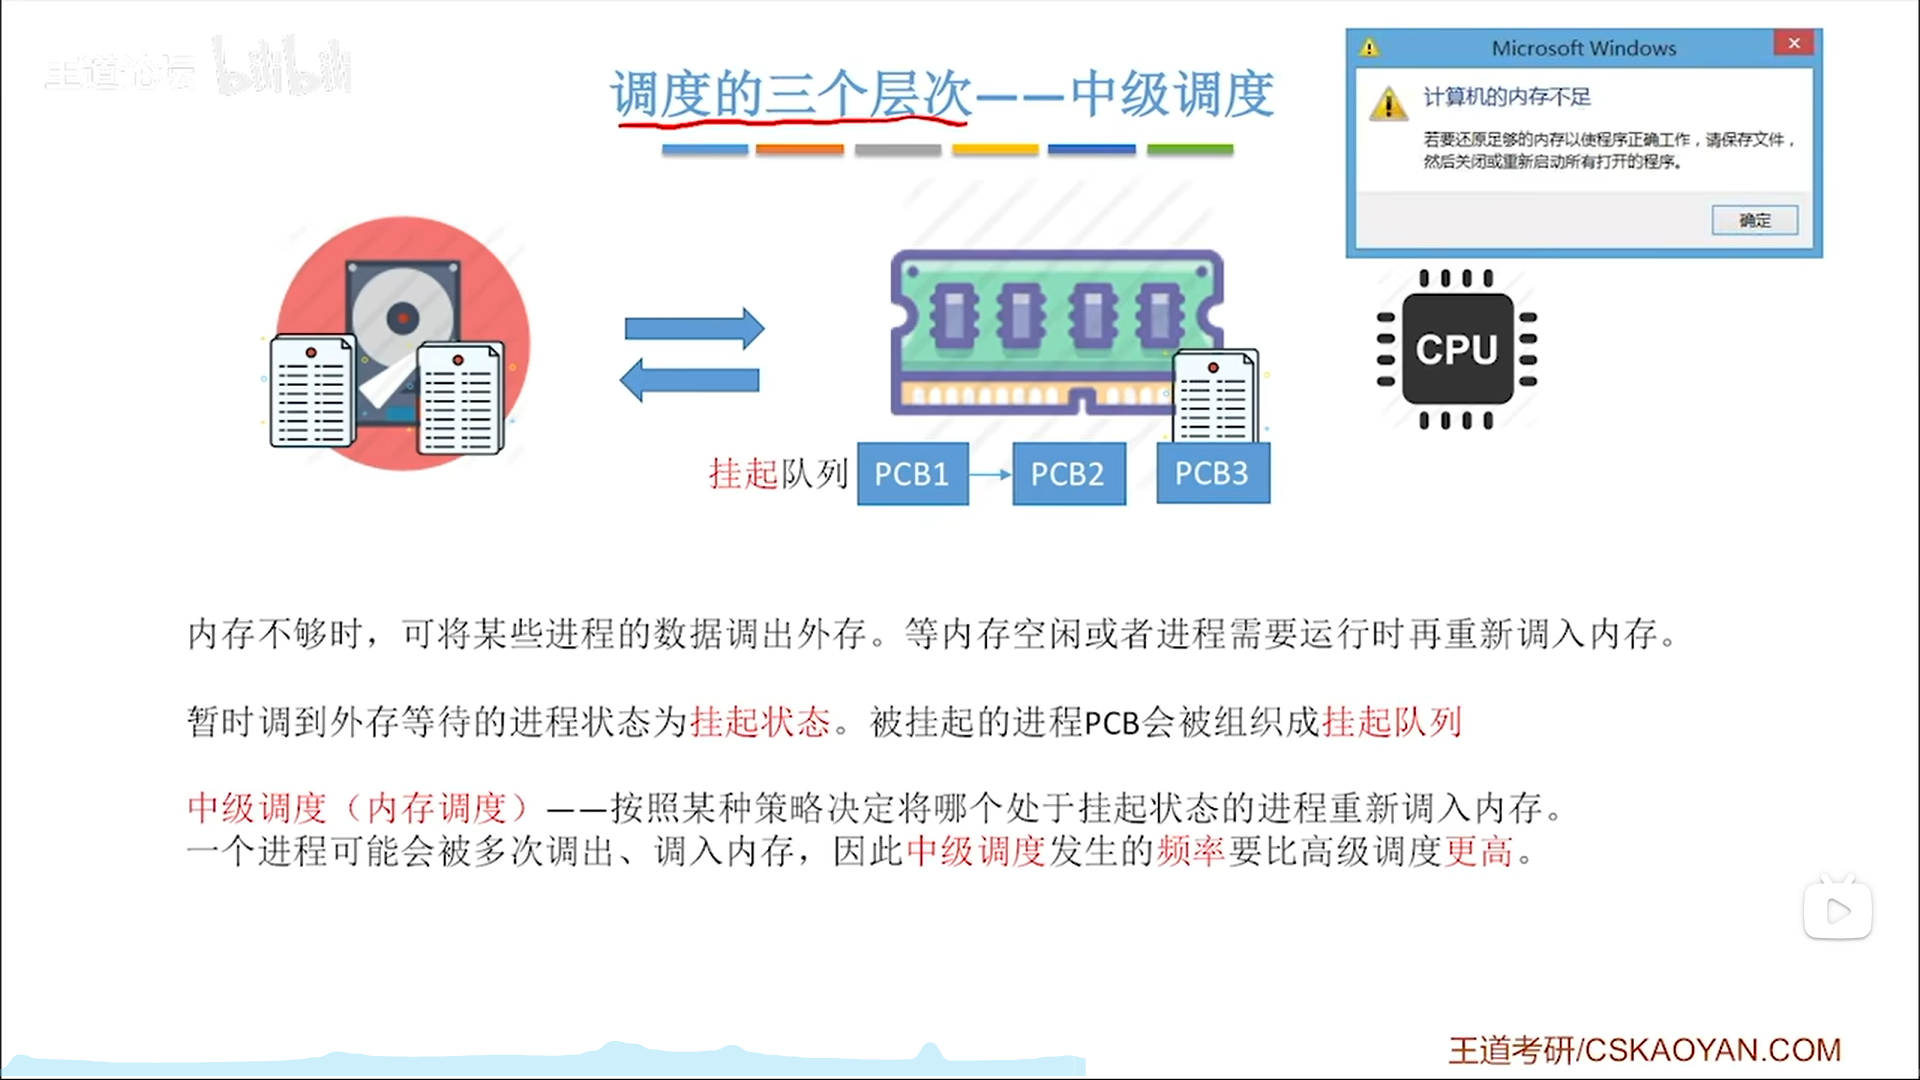 王道论坛 bilibili
调度的三个层次——中级调度
Microsoft Windows
计算机的内存不足
若要还原足够的内存以使程序正确工作，请保存文件，
然后关闭或重新启动所有打开的程序。
确定
CPU
挂起队列 PCB1 PCB2 PCB3
内存不够时，可将某些进程的数据调出外存。等内存空闲或者进程需要运行时再重新调入内存。
暂时调到外存等待的进程状态为挂起状态。被挂起的进程PCB会被组织成挂起队列
中级调度（内存调度）——按照某种策略决定将哪个处于挂起状态的进程重新调入内存。
一个进程可能会被多次调出、调入内存，因此中级调度发生的频率要比高级调度更高。
王道考研/CSKAOYAN.COM